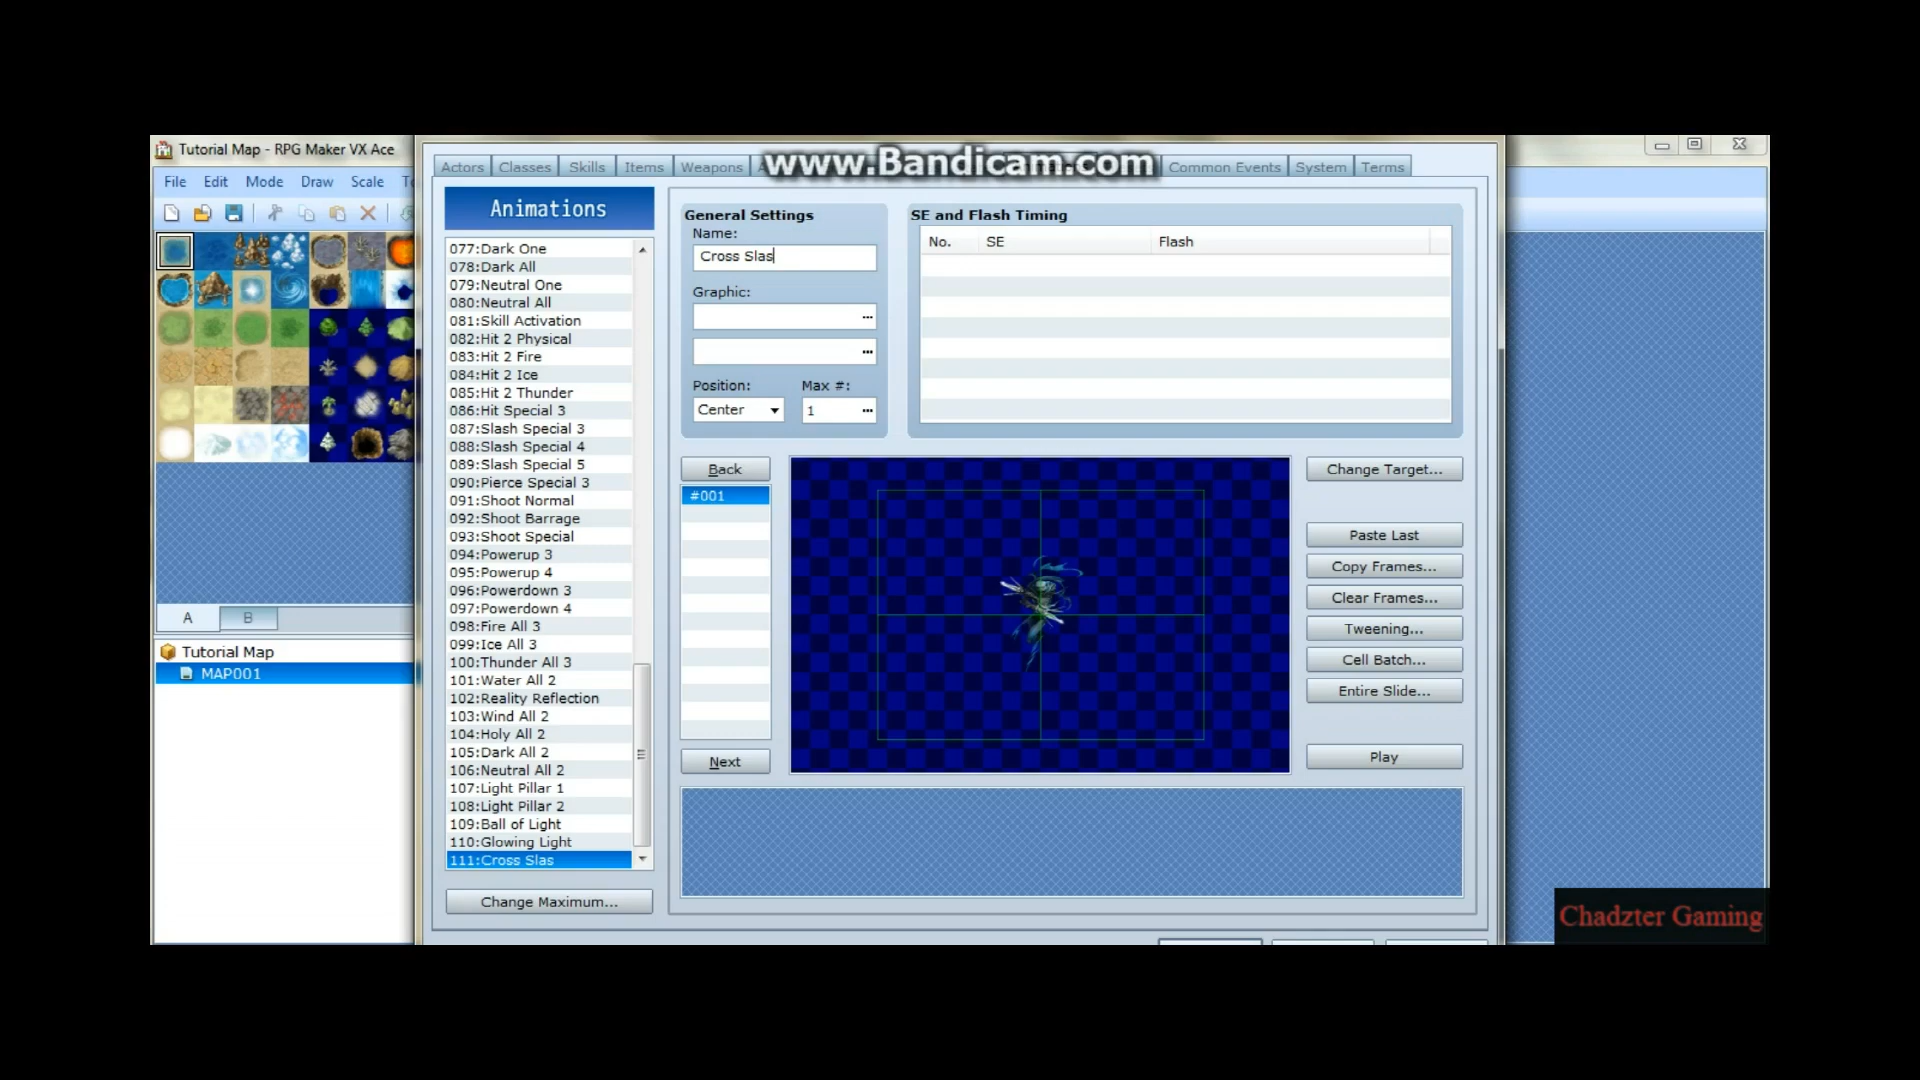 Tutorial Map - RPG Maker VX Ace
www.Bandicam.com
File Edit Mode Draw Scale
Actors Classes Skills Items Weapons Common Events System Terms
Animations
077:Dark One
078:Dark All
079:Neutral One
080:Neutral All
081:Skill Activation
082:Hit 2 Physical
083:Hit 2 Fire
084:Hit 2 Ice
085:Hit 2 Thunder
086:Hit Special 3
087:Slash Special 3
088:Slash Special 4
089:Slash Special 5
090:Pierce Special 3
091:Shoot Normal
092:Shoot Barrage
093:Shoot Special
094:Powerup 3
095:Powerup 4
096:Powerdown 3
097:Powerdown 4
098:Fire All 3
099:Ice All 3
100:Thunder All 3
101:Water All 2
102:Reality Reflection
103:Wind All 2
104:Holy All 2
105:Dark All 2
106:Neutral All 2
107:Light Pillar 1
108:Light Pillar 2
109:Ball of Light
110:Glowing Light
111:Cross Slas
Change Maximum...
General Settings
Name:
Cross Slas
Graphic:
...
...
Position: Max #:
Center 1 ...
SE and Flash Timing
No. SE Flash
Back
#001
Next
Change Target...
Paste Last
Copy Frames...
Clear Frames...
Tweening...
Cell Batch...
Entire Slide...
Play
A B
Tutorial Map
MAP001
Chadzter Gaming